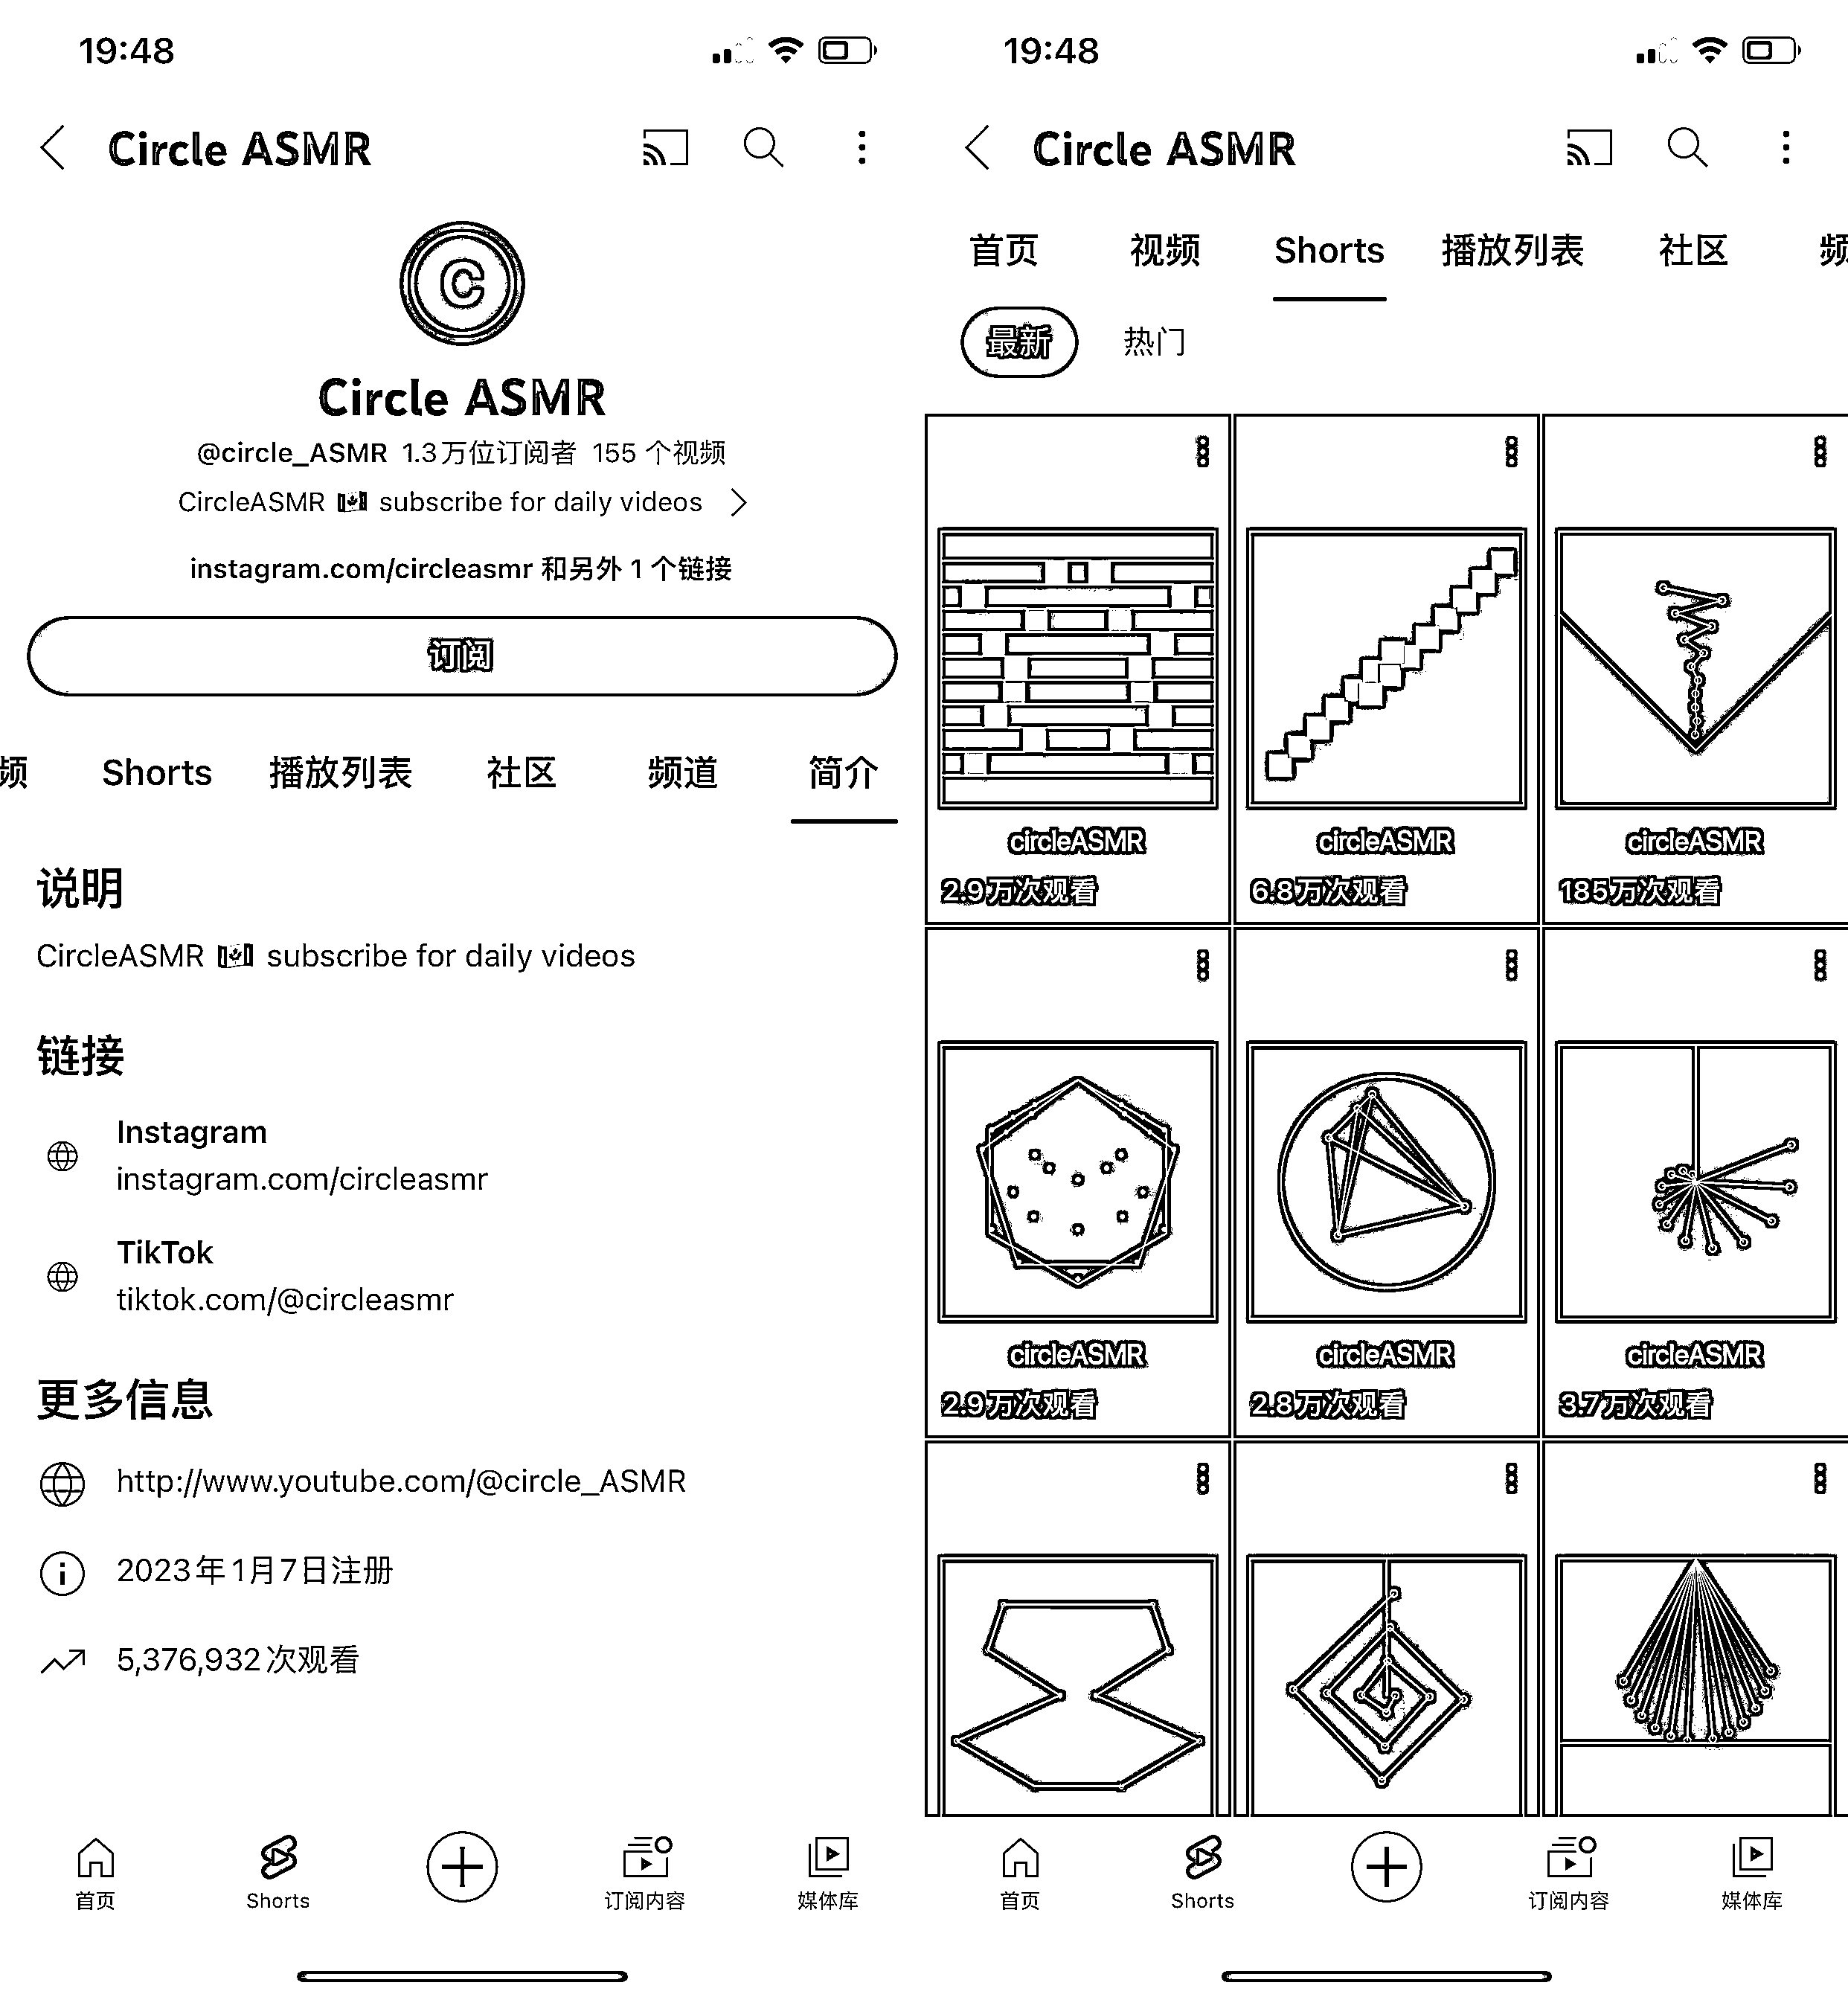 19:48
Circle ASMR
C
Circle ASMR
@circle_ASMR 1.3万位订阅者 155 个视频
CircleASMR 🇨🇦 subscribe for daily videos
instagram.com/circleasmr 和另外 1 个链接
订阅
频 Shorts 播放列表 社区 频道 简介
说明
CircleASMR 🇨🇦 subscribe for daily videos
链接
Instagram
instagram.com/circleasmr
TikTok
tiktok.com/@circleasmr
更多信息
http://www.youtube.com/@circle_ASMR
2023年1月7日注册
5,376,932次观看
首页 Shorts 订阅内容 媒体库
19:48
Circle ASMR
首页 视频 Shorts 播放列表 社区 频
最新 热门
circleASMR circleASMR circleASMR
2.9万次观看 6.8万次观看 185万次观看
circleASMR circleASMR circleASMR
2.9万次观看 2.8万次观看 3.7万次观看
首页 Shorts 订阅内容 媒体库